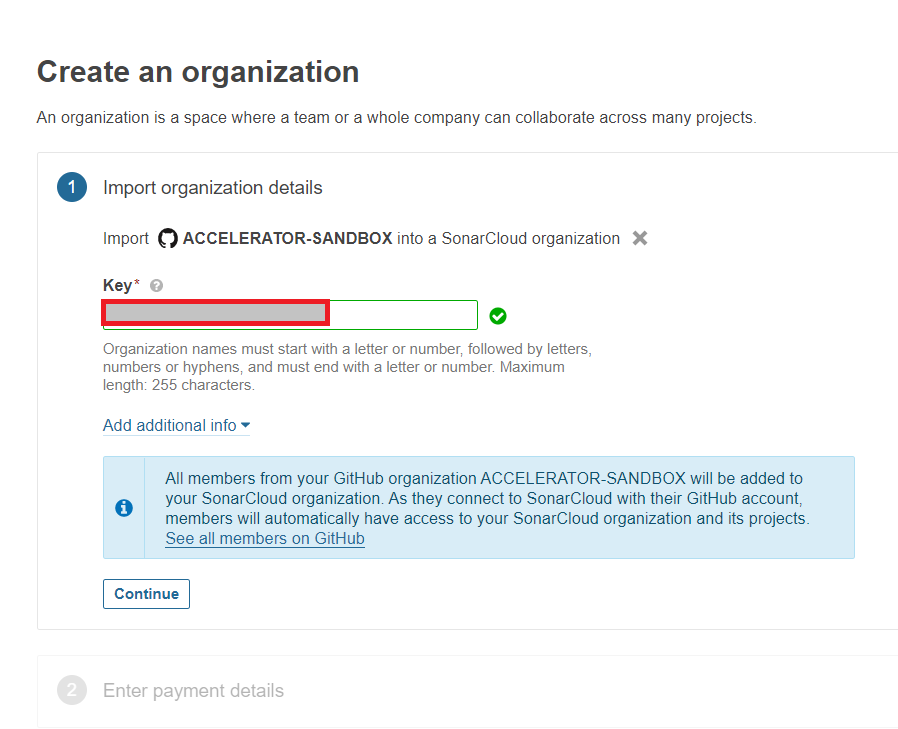 Create an organization
An organization is a space where a team or a whole company can collaborate across many projects.
1 Import organization details
Import ACCELERATOR-SANDBOX into a SonarCloud organization
Key* ?
Organization names must start with a letter or number, followed by letters,
numbers or hyphens, and must end with a letter or number. Maximum
length: 255 characters.
Add additional info
All members from your GitHub organization ACCELERATOR-SANDBOX will be added to
your SonarCloud organization. As they connect to SonarCloud with their GitHub account,
members will automatically have access to your SonarCloud organization and its projects.
See all members on GitHub
Continue
2 Enter payment details